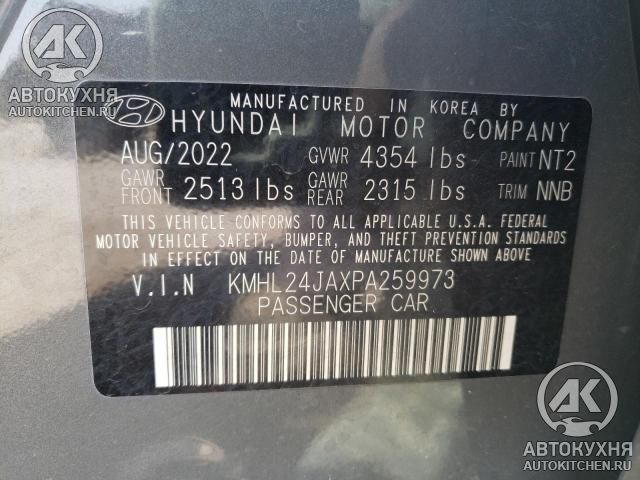 AK
АВТОКУХНЯ
AUTOKITCHEN.RU
MANUFACTURED IN KOREA BY
HYUNDAI MOTOR COMPANY
AUG/2022 GVWR 4354 lbs PAINT NT2
GAWR FRONT 2513 lbs GAWR REAR 2315 lbs TRIM NNB
THIS VEHICLE CONFORMS TO ALL APPLICABLE U.S.A. FEDERAL
MOTOR VEHICLE SAFETY, BUMPER, AND THEFT PREVENTION
STANDARDS IN EFFECT ON THE DATE OF MANUFACTURE SHOWN ABOVE
V.I.N KMHL24JAXPA259973
PASSENGER CAR
AK
АВТОКУХНЯ
AUTOKITCHEN.RU